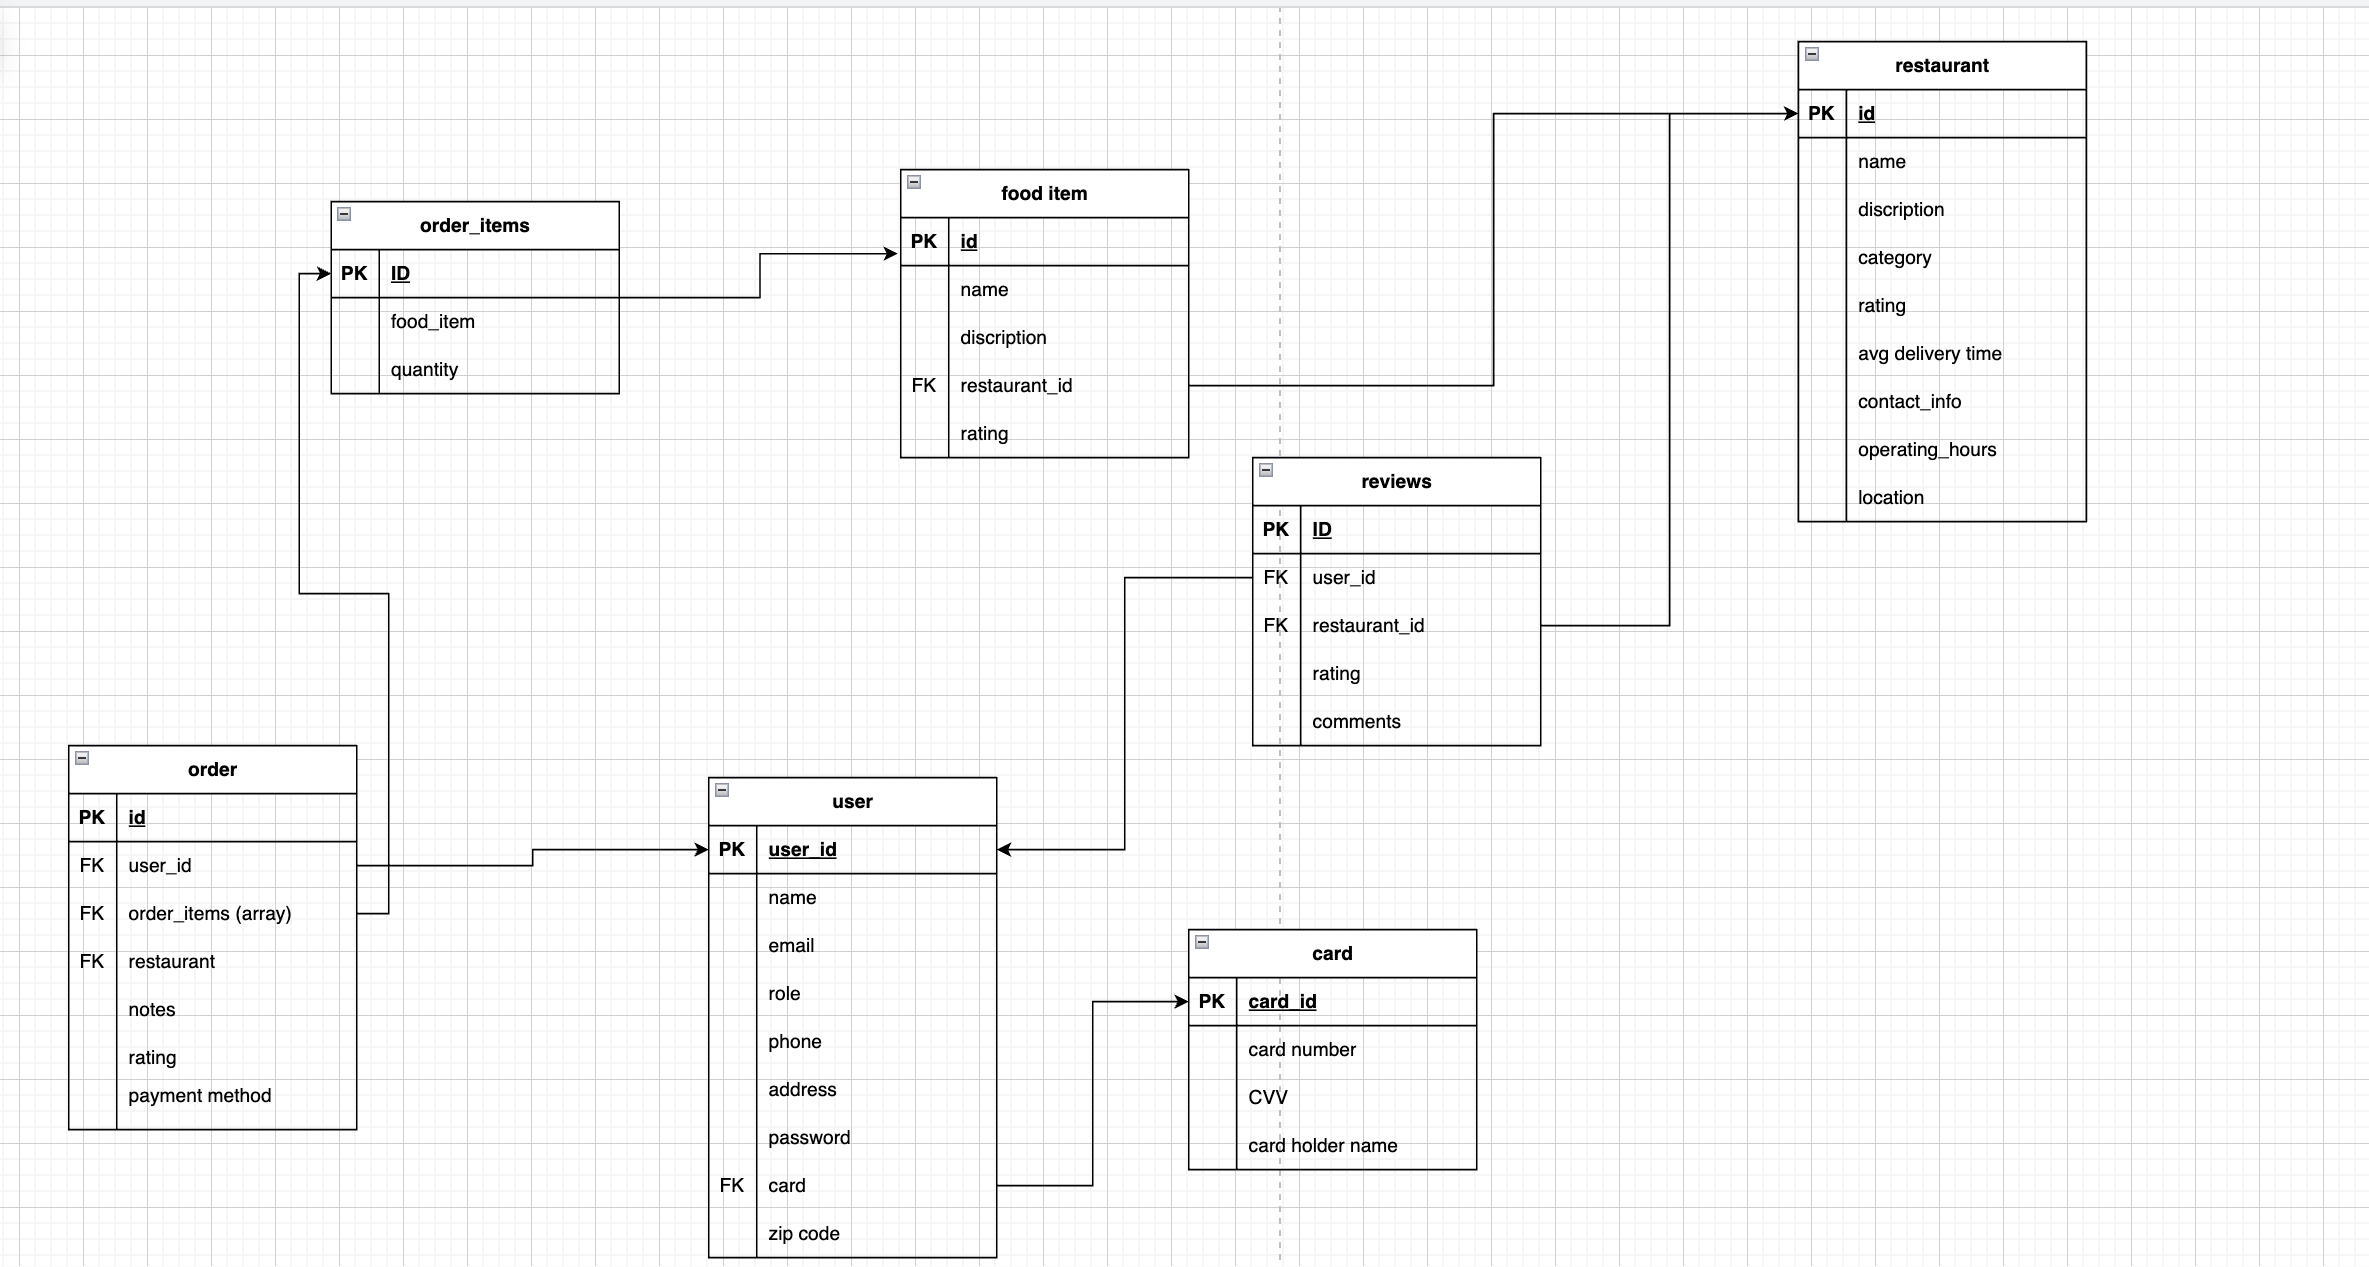 restaurant
PK id
name
discription
category
rating
avg delivery time
contact_info
operating_hours
location
food item
PK id
name
discription
FK restaurant_id
rating
order_items
PK ID
food_item
quantity
reviews
PK ID
FK user_id
FK restaurant_id
rating
comments
order
PK id
FK user_id
FK order_items (array)
FK restaurant
notes
rating
payment method
user
PK user_id
name
email
role
phone
address
password
FK card
zip code
card
PK card_id
card number
CVV
card holder name